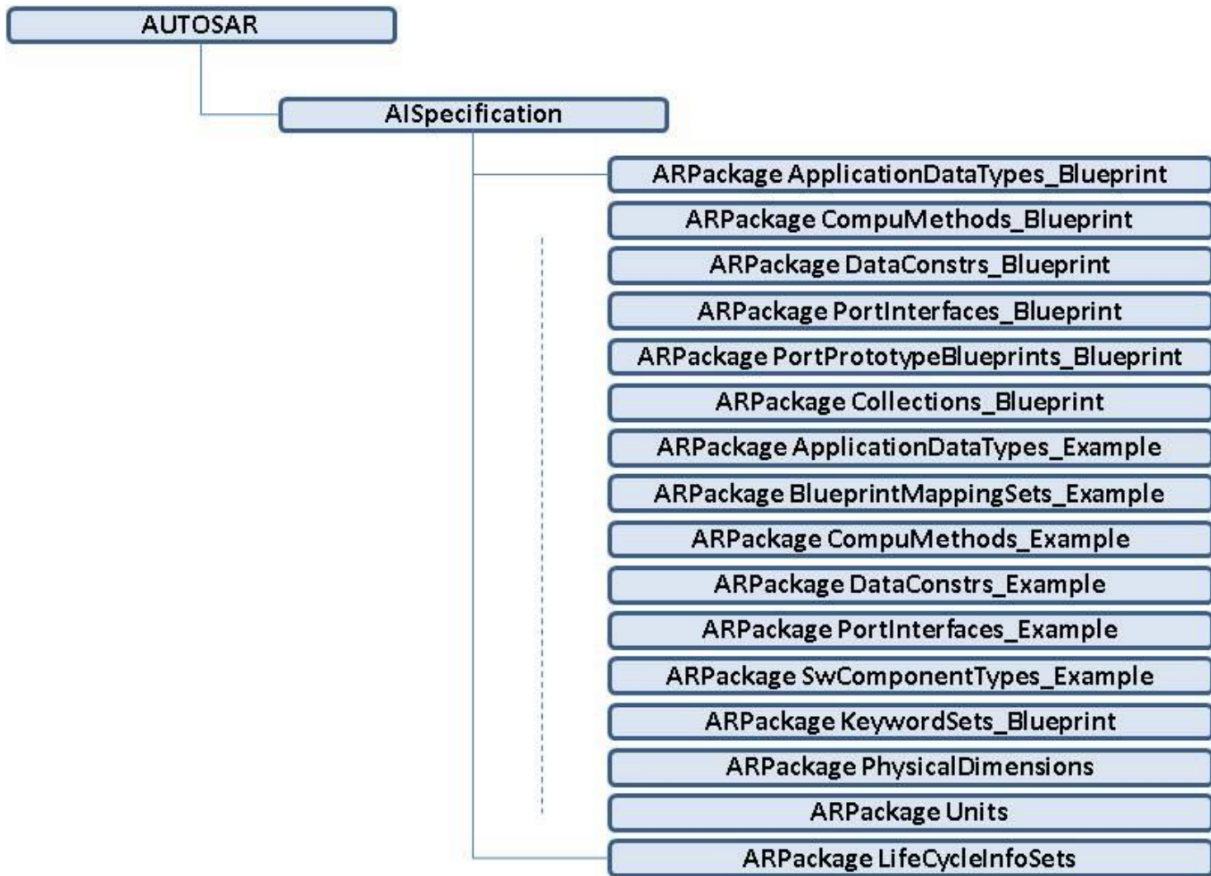 AUTOSAR
AISpecification
ARPackage ApplicationDataTypes_Blueprint
ARPackage CompuMethods_Blueprint
ARPackage DataConstrs_Blueprint
ARPackage PortInterfaces_Blueprint
ARPackage PortPrototypeBlueprints_Blueprint
ARPackage Collections_Blueprint
ARPackage ApplicationDataTypes_Example
ARPackage BlueprintMappingSets_Example
ARPackage CompuMethods_Example
ARPackage DataConstrs_Example
ARPackage PortInterfaces_Example
ARPackage SwComponentTypes_Example
ARPackage KeywordSets_Blueprint
ARPackage PhysicalDimensions
ARPackage Units
ARPackage LifeCycleInfoSets